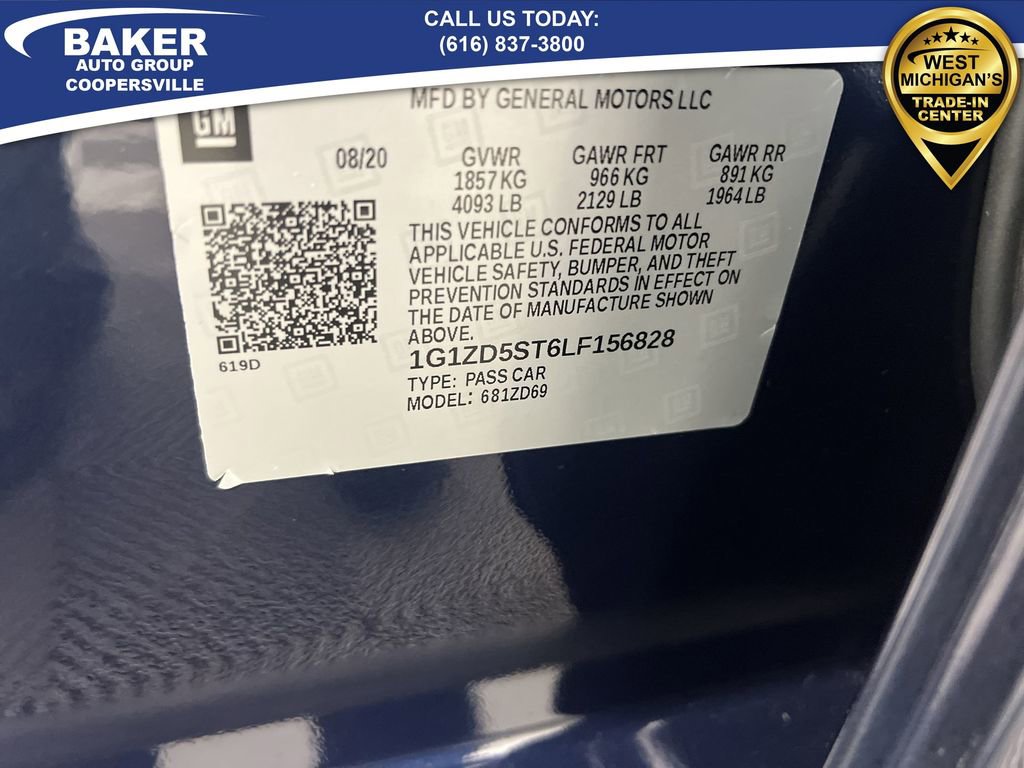 BAKER
AUTO GROUP
COOPERSVILLE
CALL US TODAY:
(616) 837-3800
WEST
MICHIGAN'S
TRADE-IN
CENTER
GM
MFD BY GENERAL MOTORS LLC
08/20 GVWR GAWR FRT GAWR RR
1857 KG 966 KG 891 KG
4093 LB 2129 LB 1964 LB
THIS VEHICLE CONFORMS TO ALL
APPLICABLE U.S. FEDERAL MOTOR
VEHICLE SAFETY, BUMPER, AND THEFT
PREVENTION STANDARDS IN EFFECT ON
THE DATE OF MANUFACTURE SHOWN
ABOVE.
619D
1G1ZD5ST6LF156828
TYPE: PASS CAR
MODEL: 681ZD69